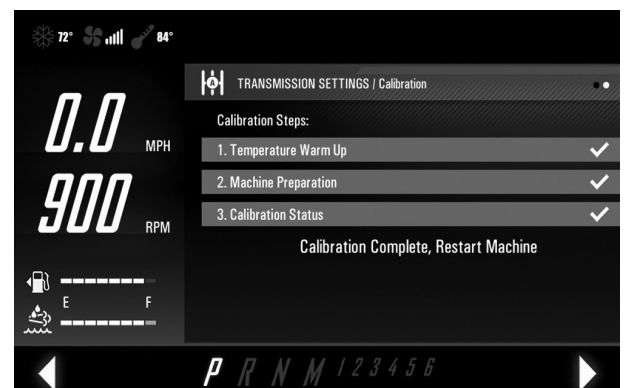 72° 84°
TRANSMISSION SETTINGS / Calibration
0.0 MPH
900 RPM
E F
Calibration Steps:
1. Temperature Warm Up
2. Machine Preparation
3. Calibration Status
Calibration Complete, Restart Machine
P R N M 1 2 3 4 5 6